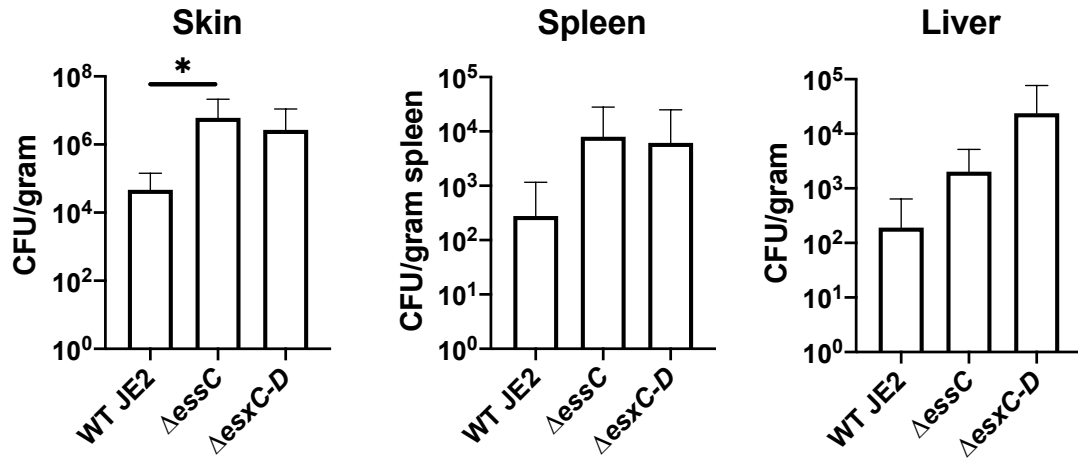 Skin
*
CFU/gram
10⁸
10⁶
10⁴
10²
10⁰
WT JE2
ΔessC
ΔesxC-D
Spleen
CFU/gram spleen
10⁵
10⁴
10³
10²
10¹
10⁰
WT JE2
ΔessC
ΔesxC-D
Liver
CFU/gram
10⁵
10⁴
10³
10²
10¹
10⁰
WT JE2
ΔessC
ΔesxC-D